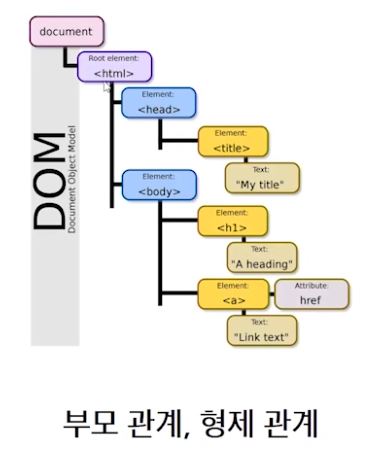 document
Root element:
<html>
Element:
<head>
Element:
<title>
Text:
"My title"
Element:
<body>
Element:
<h1>
Text:
"A heading"
Element:
<a>
Attribute:
href
Text:
"Link text"
DOM
Document Object Model
부모 관계, 형제 관계